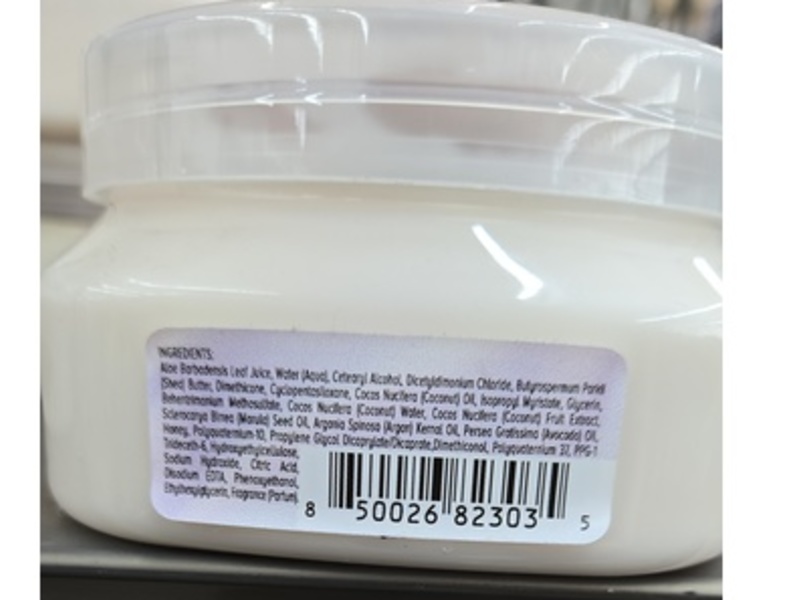 INGREDIENTS:
Aloe Barbadensis Leaf Juice, Water (Aqua), Cetearyl Alcohol, Dicetyldimonium Chloride, Butyrospermum Parkii
(Shea) Butter, Dimethicone, Cyclopentasiloxane, Cocos Nucifera (Coconut) Oil, Isopropyl Myristate, Glycerin,
Behentrimonium Methosulfate, Cocos Nucifera (Coconut) Water, Cocos Nucifera (Coconut) Fruit Extract,
Sclerocarya Birrea (Marula) Seed Oil, Argania Spinosa (Argan) Kernal Oil, Persea Gratissima (Avocado) Oil,
Honey, Polyquaternium-10, Propylene Glycol Dicaprylate/Dicaprate,Dimethiconol, Polyquaternium 37, PPG-1
Trideceth-6, Hydroxyethylcellulose,
Sodium Hydroxide, Citric Acid,
Disodium EDTA, Phenoxyethanol,
Ethylhexylglycerin, Fragrance (Parfum).
8 50026 82303 5